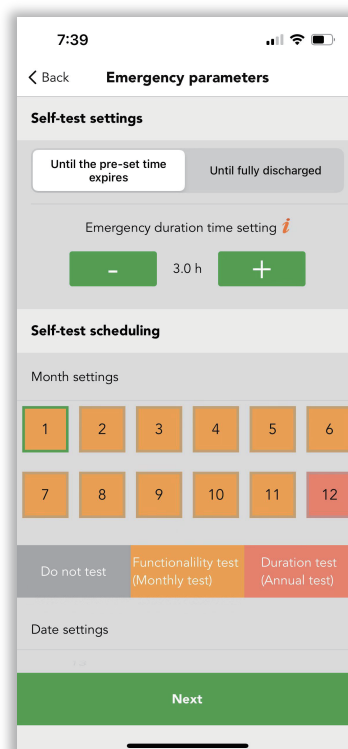 7:39
Back
Emergency parameters
Self-test settings
Until the pre-set time
expires
Until fully discharged
Emergency duration time setting i
-
3.0 h
+
Self-test scheduling
Month settings
1 2 3 4 5 6
7 8 9 10 11 12
Do not test
Functionalility test
(Monthly test)
Duration test
(Annual test)
Date settings
Next